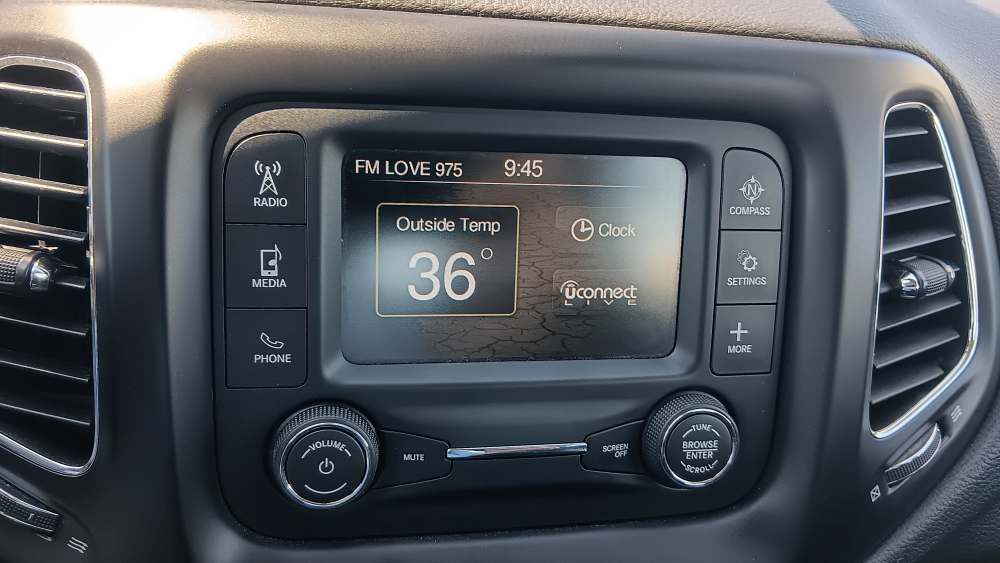 FM LOVE 975 9:45
Outside Temp
36°
Clock
uconnect
LIVE
RADIO
MEDIA
PHONE
N
COMPASS
SETTINGS
MORE
VOLUME
MUTE
SCREEN
OFF
TUNE
BROWSE
ENTER
SCROLL